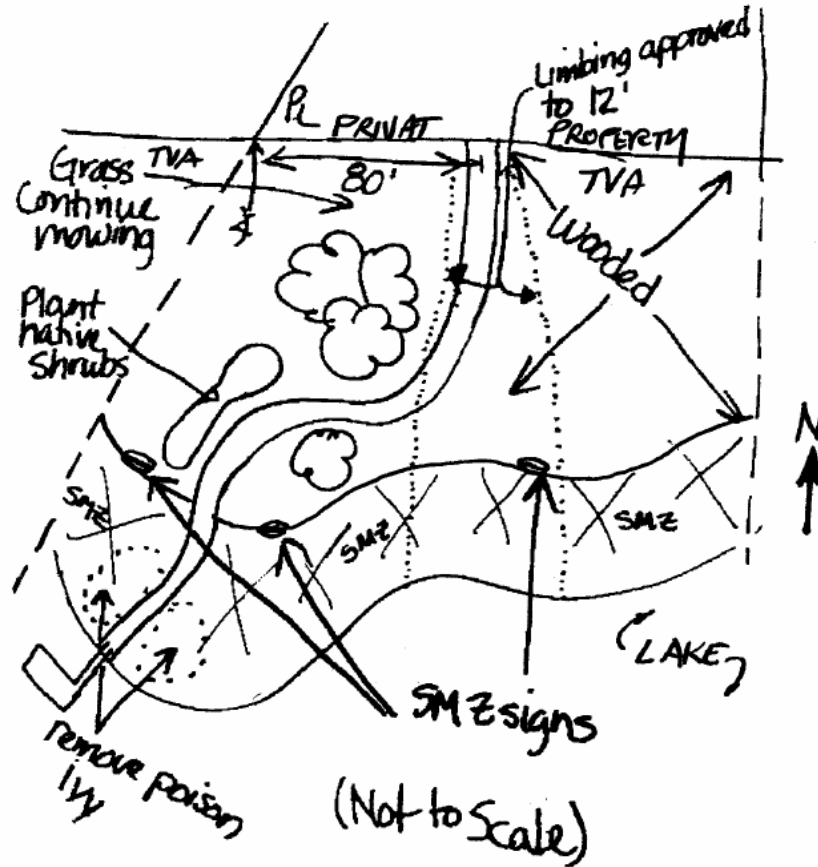 Limbing approved
to 12'
PL
PRIVAT
PROPERTY
TVA
80'
TVA
Grass
Continue
mowing
Wooded
Plant
native
Shrubs
N
SMZ
SMZ
SMZ
LAKE
SMZ signs
remove poison
Ivy
(Not to Scale)